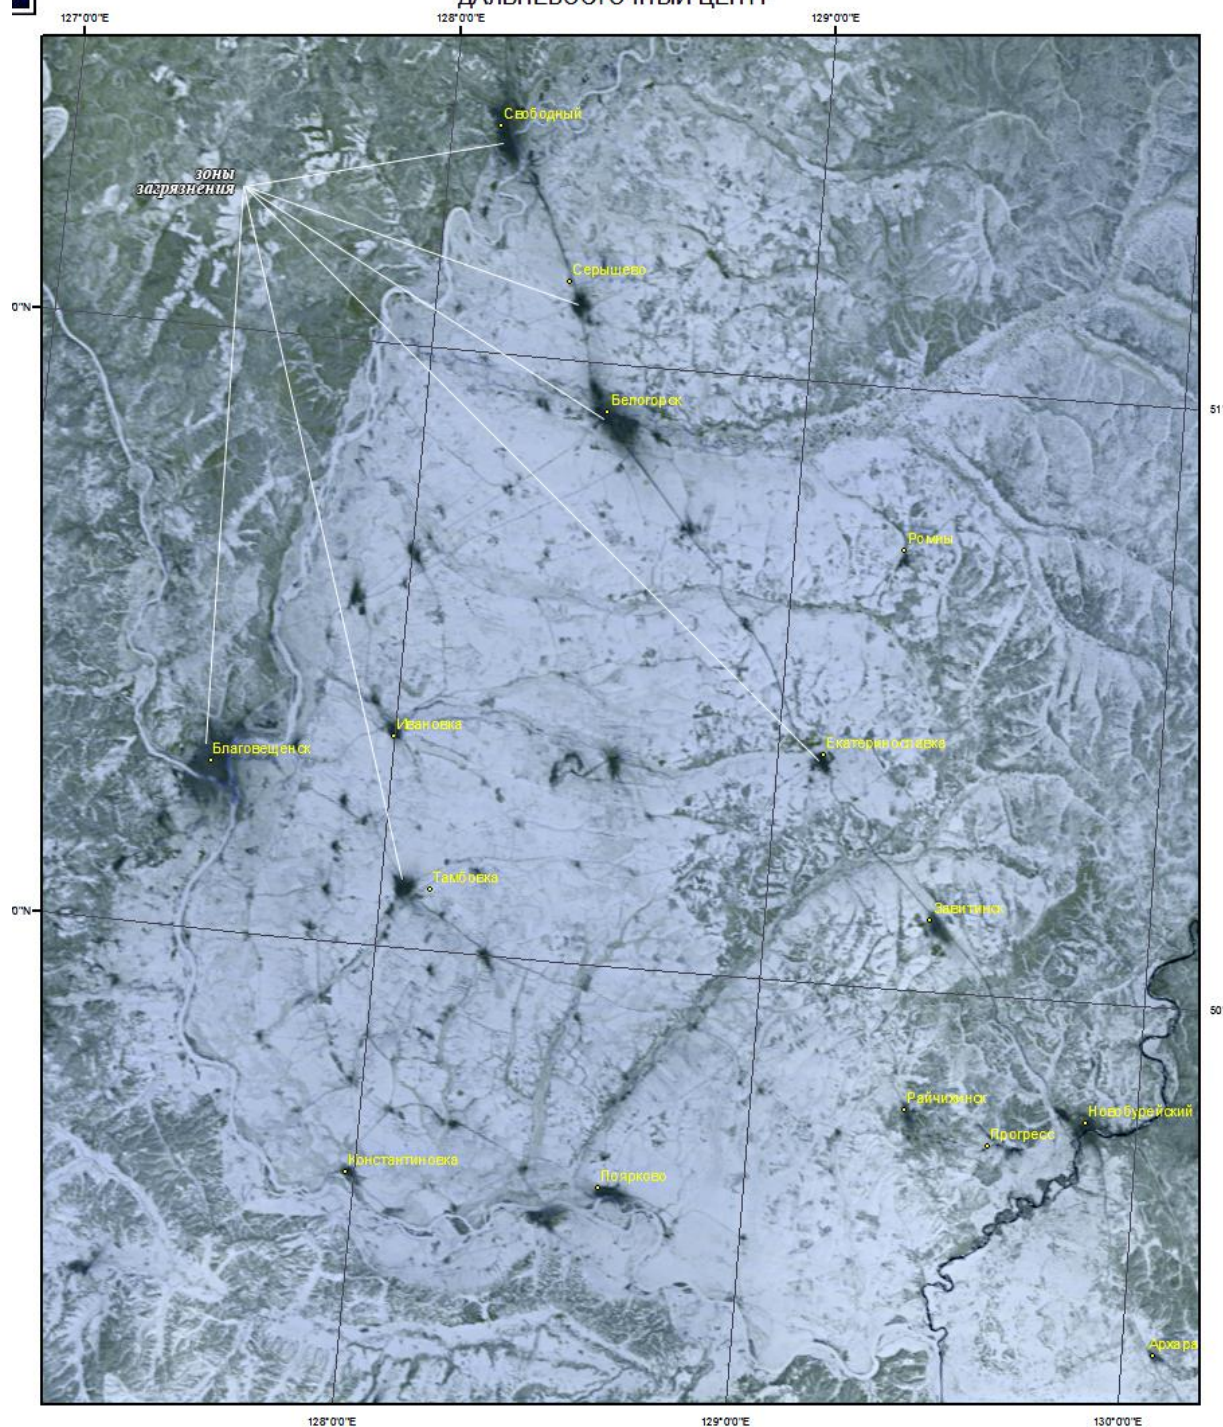 127°0'0"E
128°0'0"E
129°0'0"E
Свободный
зоны
загрязнения
Серышево
0"N
Белогорск
51°
Ромны
Ивановка
Благовещенск
Екатеринославка
Тамбовка
Завитинск
0"N
50°
Райчихинск
Новобурейский
Прогресс
Константиновка
Поярково
Архара
128°0'0"E
129°0'0"E
130°0'0"E